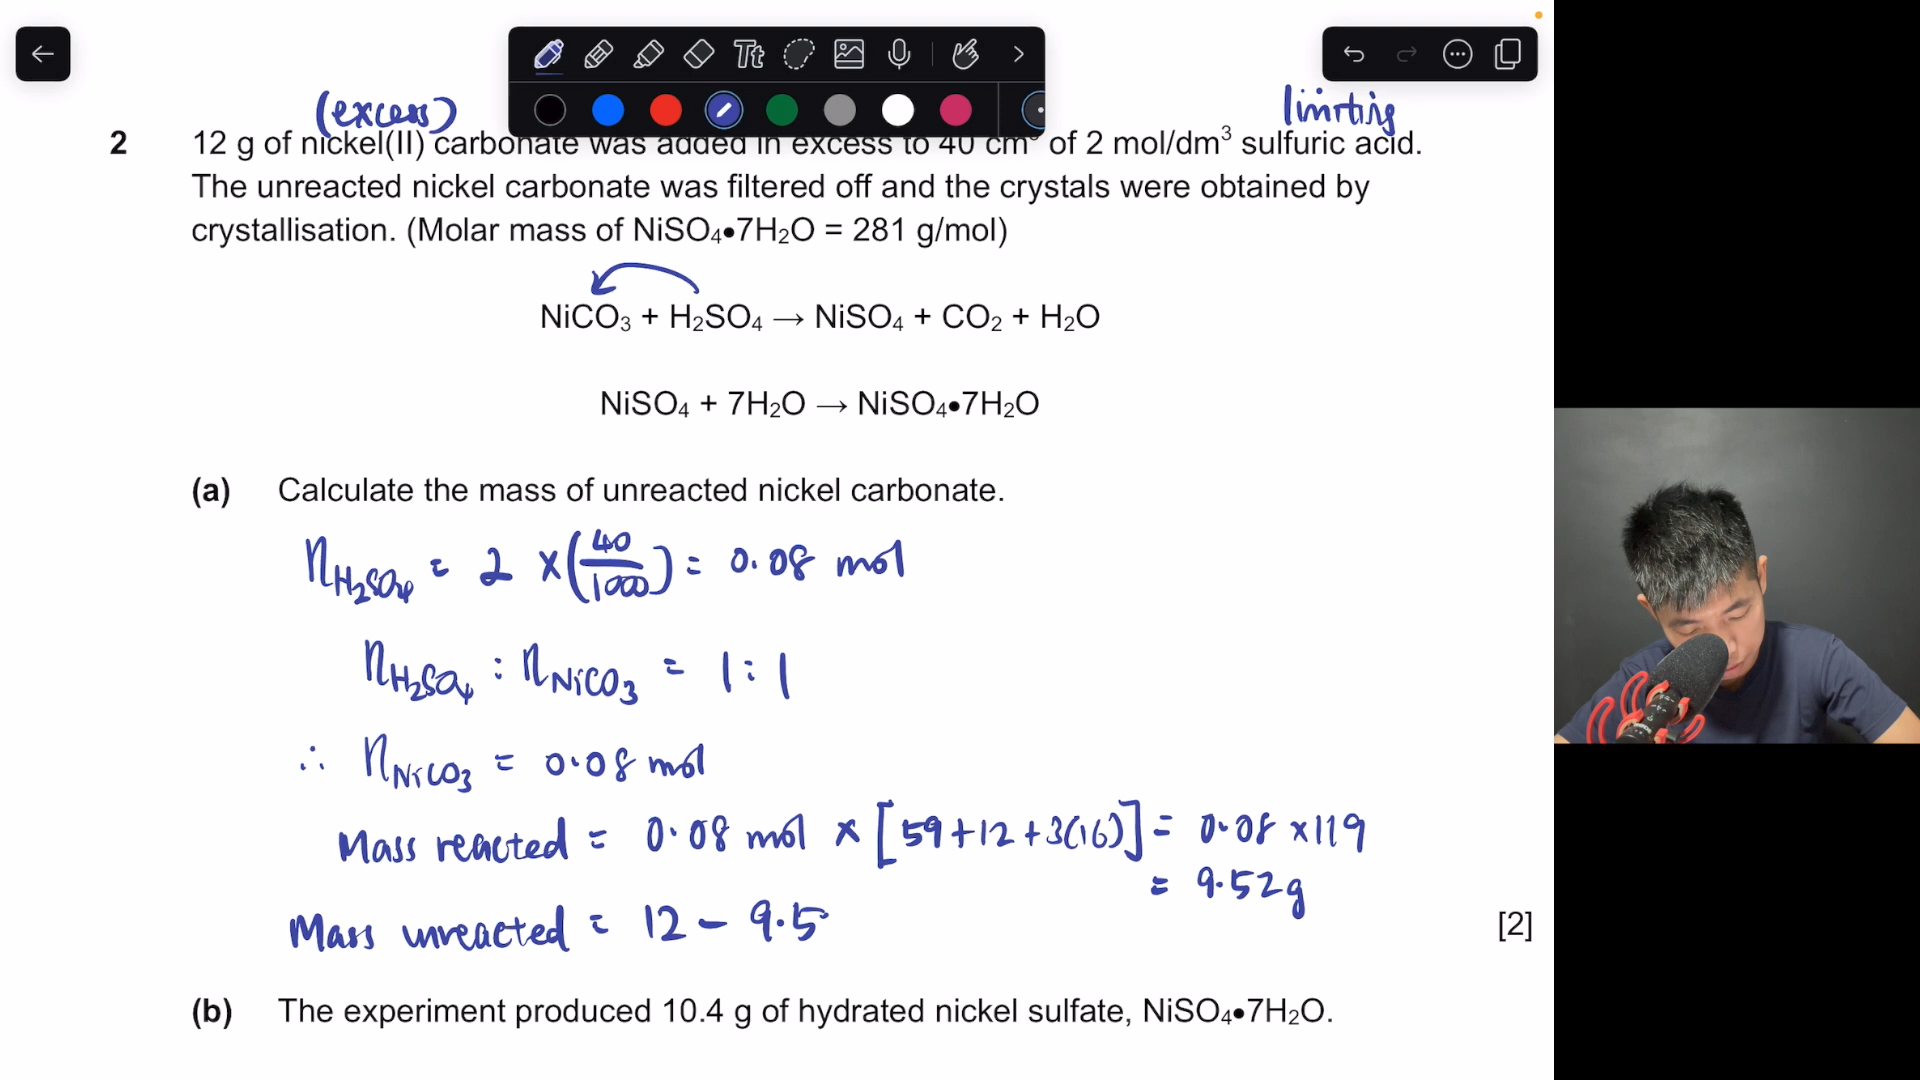 Tt
(excess)
limiting
2 12 g of nickel(II) carbonate was added in excess to 40 cm³ of 2 mol/dm³ sulfuric acid.
The unreacted nickel carbonate was filtered off and the crystals were obtained by
crystallisation. (Molar mass of NiSO₄•7H₂O = 281 g/mol)
NiCO₃ + H₂SO₄ → NiSO₄ + CO₂ + H₂O
NiSO₄ + 7H₂O → NiSO₄•7H₂O
(a) Calculate the mass of unreacted nickel carbonate.
n H₂SO₄ = 2 × (40/1000) = 0.08 mol
n H₂SO₄ : n NiCO₃ = 1 : 1
∴ n NiCO₃ = 0.08 mol
Mass reacted = 0.08 mol × [59+12+3(16)] = 0.08 ×119
= 9.52g
Mass unreacted = 12 − 9.5
[2]
(b) The experiment produced 10.4 g of hydrated nickel sulfate, NiSO₄•7H₂O.